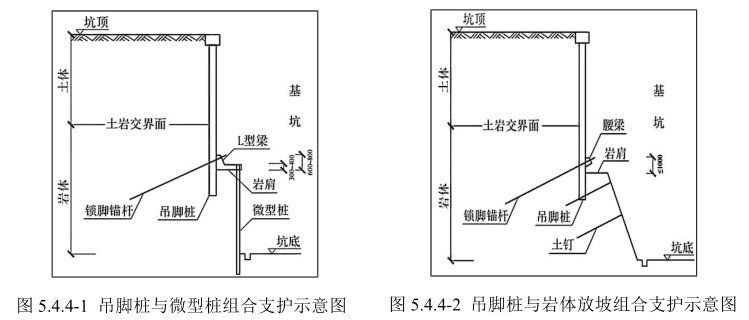 坑顶
土体
基坑
土岩交界面
L型梁
300~400
600~800
岩体
岩肩
锁脚锚杆
吊脚桩
微型桩
坑底
图 5.4.4-1 吊脚桩与微型桩组合支护示意图
坑顶
土体
基坑
土岩交界面
腰梁
≤1000
岩体
岩肩
锁脚锚杆
吊脚桩
土钉
坑底
图 5.4.4-2 吊脚桩与岩体放坡组合支护示意图